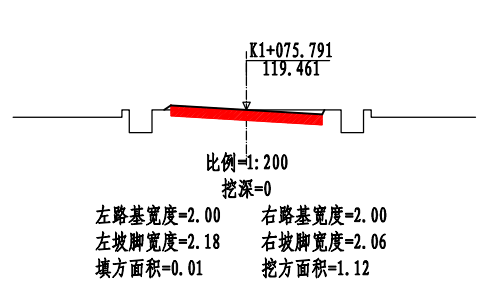 K1+075.791
119.461
比例=1:200
挖深=0
左路基宽度=2.00 右路基宽度=2.00
左坡脚宽度=2.18 右坡脚宽度=2.06
填方面积=0.01 挖方面积=1.12